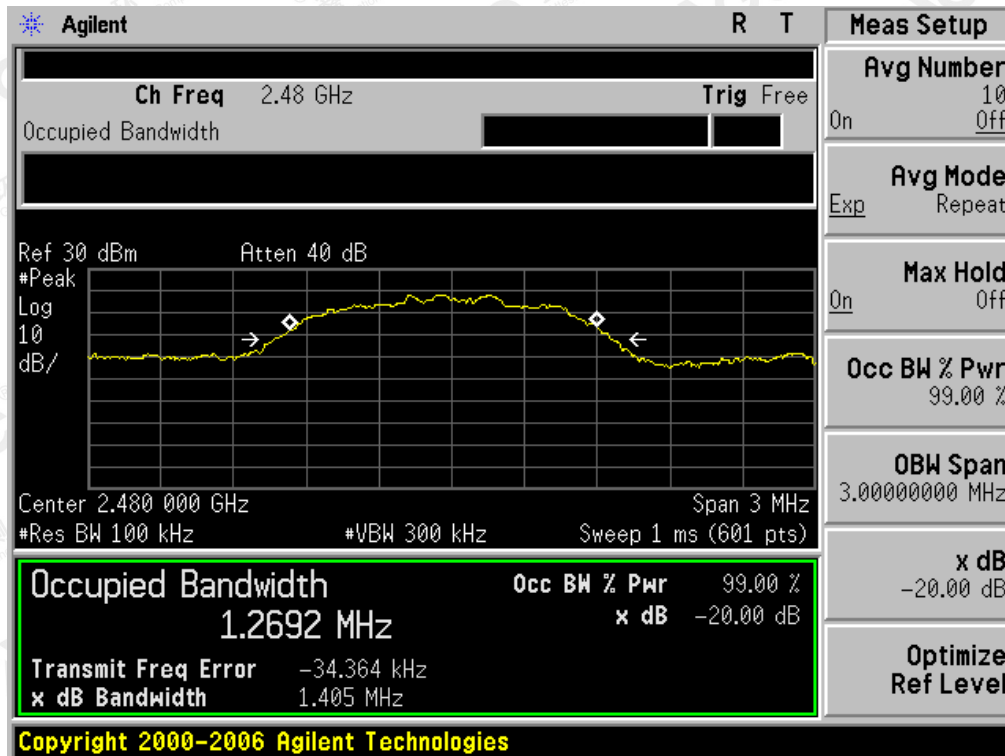 Agilent R T
Ch Freq 2.48 GHz Trig Free
Occupied Bandwidth
Ref 30 dBm Atten 40 dB
#Peak
Log
10
dB/
Center 2.480 000 GHz Span 3 MHz
#Res BW 100 kHz #VBW 300 kHz Sweep 1 ms (601 pts)
Occupied Bandwidth Occ BW % Pwr 99.00 %
1.2692 MHz x dB -20.00 dB
Transmit Freq Error -34.364 kHz
x dB Bandwidth 1.405 MHz
Copyright 2000-2006 Agilent Technologies
Meas Setup
Avg Number
10
On Off
Avg Mode
Exp Repeat
Max Hold
On Off
Occ BW % Pwr
99.00 %
OBW Span
3.00000000 MHz
x dB
-20.00 dB
Optimize
Ref Level